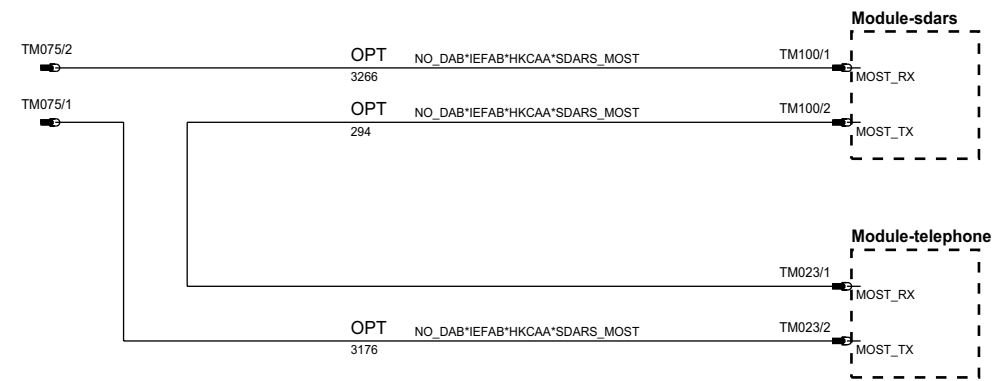 Module-sdars
TM075/2
OPT
NO_DAB*IEFAB*HKCAA*SDARS_MOST
TM100/1
3266
MOST_RX
TM075/1
OPT
NO_DAB*IEFAB*HKCAA*SDARS_MOST
TM100/2
294
MOST_TX
Module-telephone
TM023/1
MOST_RX
OPT
NO_DAB*IEFAB*HKCAA*SDARS_MOST
TM023/2
3176
MOST_TX